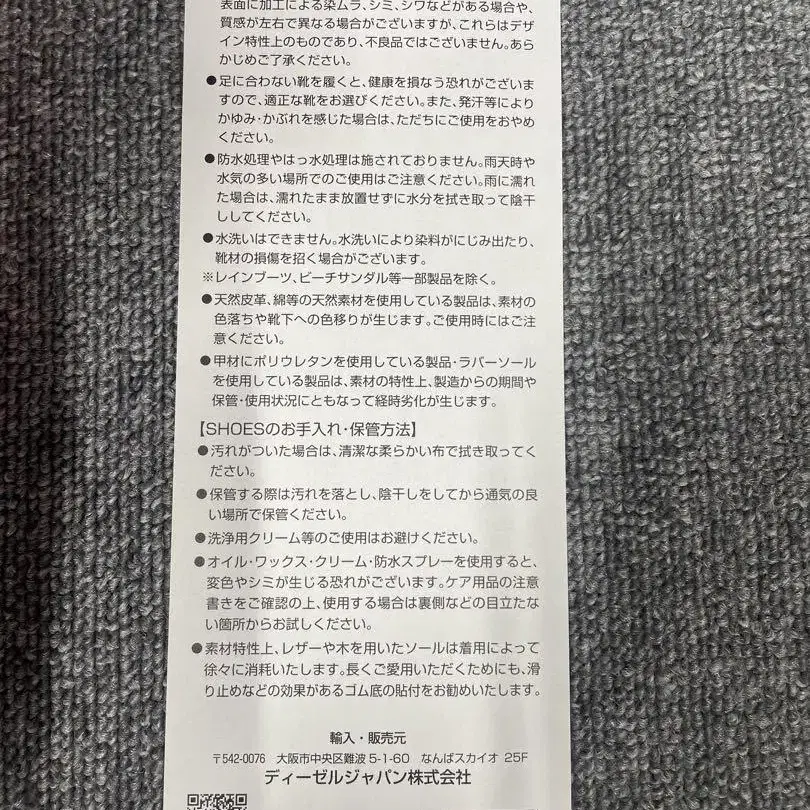 表面に加工による染ムラ、シミ、シワなどがある場合や、
質感が左右で異なる場合がございますが、これらはデザ
イン特性上のものであり、不良品ではございません。あら
かじめご了承ください。
●足に合わない靴を履くと、健康を損なう恐れがございま
すので、適正な靴をお選びください。また、発汗等により
かゆみ・かぶれを感じた場合は、ただちにご使用をおやめ
ください。
●防水処理やはっ水処理は施されておりません。雨天時や
水気の多い場所でのご使用はご注意ください。雨に濡れ
た場合は、濡れたまま放置せずに水分を拭き取って陰干
ししてください。
●水洗いはできません。水洗いにより染料がにじみ出たり、
靴材の損傷を招く場合がございます。
※レインブーツ、ビーチサンダル等一部製品を除く。
●天然皮革、綿等の天然素材を使用している製品は、素材の
色落ちや靴下への色移りが生じます。ご使用時にはご注
意ください。
●甲材にポリウレタンを使用している製品・ラバーソール
を使用している製品は、素材の特性上、製造からの期間や
保管・使用状況にともなって経時劣化が生じます。
【SHOESのお手入れ・保管方法】
●汚れがついた場合は、清潔な柔らかい布で拭き取ってく
ださい。
●保管する際は汚れを落とし、陰干しをしてから通気の良
い場所で保管ください。
●洗浄用クリーム等のご使用はお避けください。
●オイル・ワックス・クリーム・防水スプレーを使用すると、
変色やシミが生じる恐れがございます。ケア用品の注意
書きをご確認の上、使用する場合は裏側などの目立たな
い箇所からお試しください。
●素材特性上、レザーや木を用いたソールは着用によって
徐々に消耗いたします。長くご愛用いただくためにも、滑
り止めなどの効果があるゴム底の貼付をお勧めいたします。
輸入・販売元
〒542-0076 大阪市中央区難波 5-1-60 なんばスカイオ 25F
ディーゼルジャパン株式会社